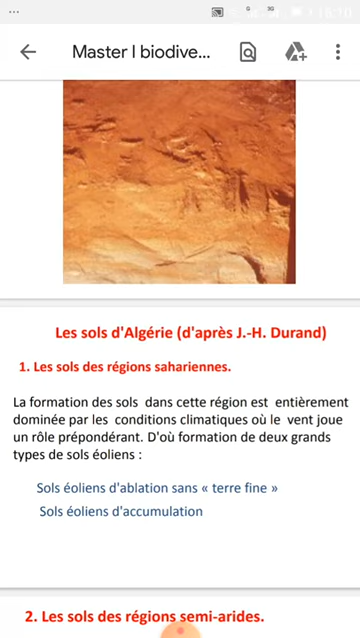 G 3G 15:10
Master I biodive...
Les sols d'Algérie (d'après J.-H. Durand)
1. Les sols des régions sahariennes.
La formation des sols dans cette région est entièrement
dominée par les conditions climatiques où le vent joue
un rôle prépondérant. D'où formation de deux grands
types de sols éoliens :
Sols éoliens d'ablation sans « terre fine »
Sols éoliens d'accumulation
2. Les sols des régions semi-arides.